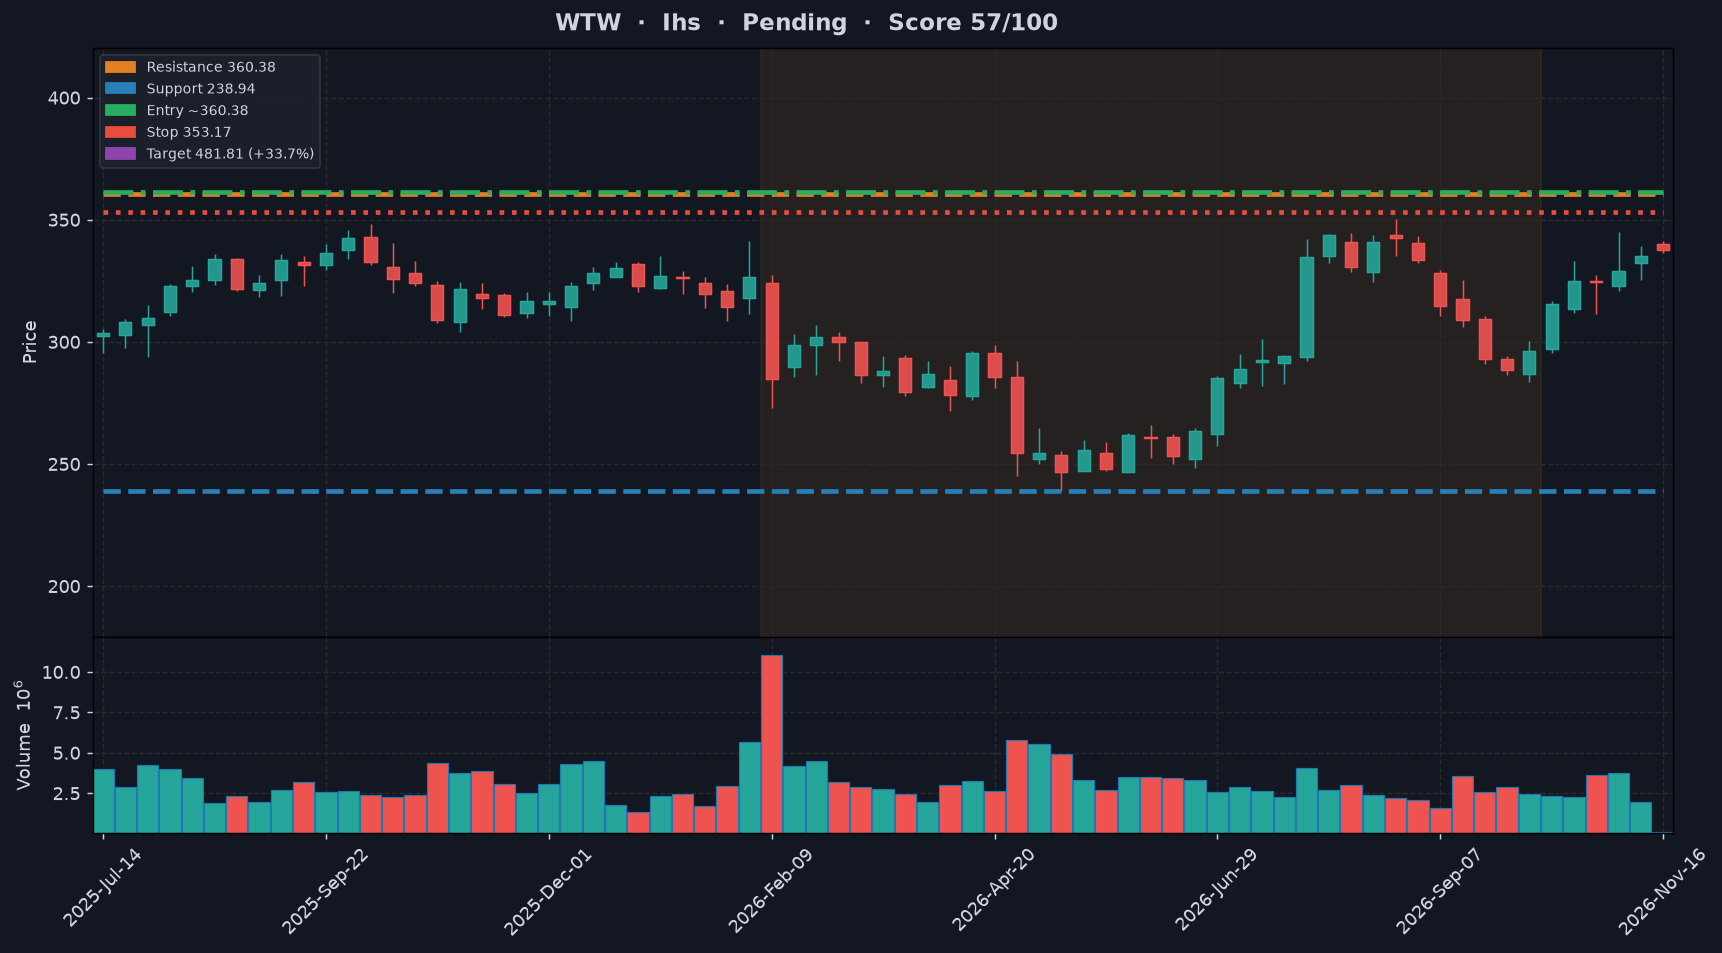 WTW · Ihs · Pending · Score 57/100
Resistance 360.38
Support 238.94
Entry ~360.38
Stop 353.17
Target 481.81 (+33.7%)
Price
400
350
300
250
200
Volume 10⁶
10.0
7.5
5.0
2.5
2025-Jul-14
2025-Sep-22
2025-Dec-01
2026-Feb-09
2026-Apr-20
2026-Jun-29
2026-Sep-07
2026-Nov-16